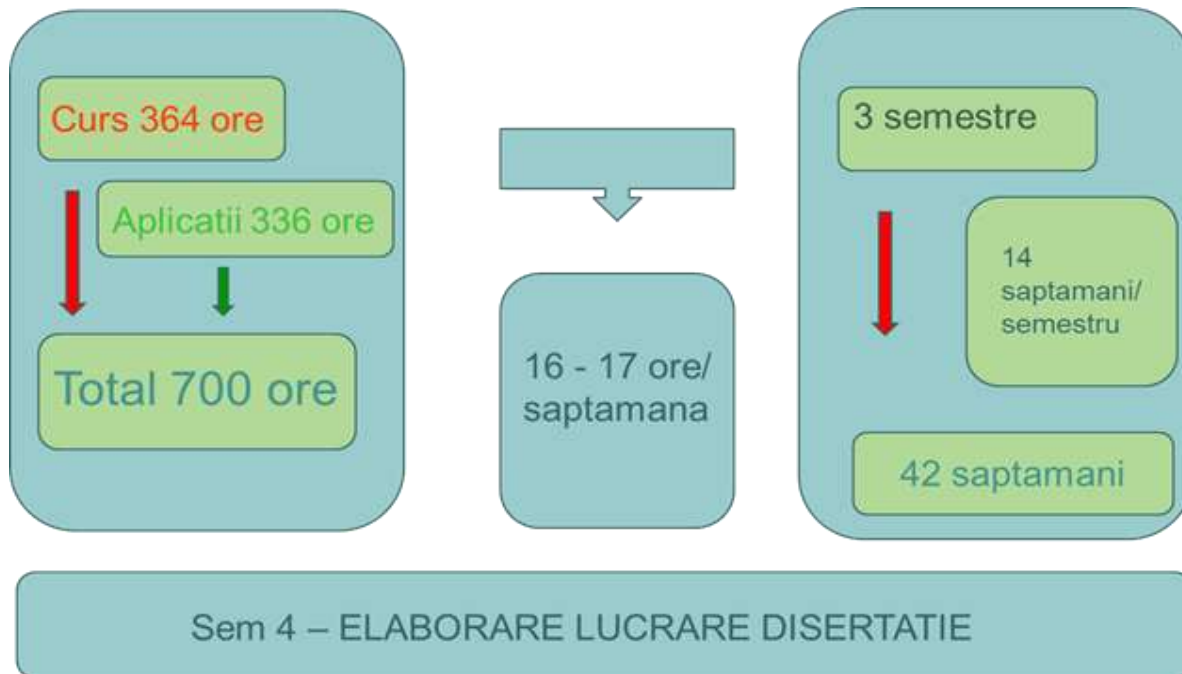 Curs 364 ore
Aplicatii 336 ore
Total 700 ore
16 - 17 ore/
saptamana
3 semestre
14
saptamani/
semestru
42 saptamani
Sem 4 – ELABORARE LUCRARE DISERTATIE